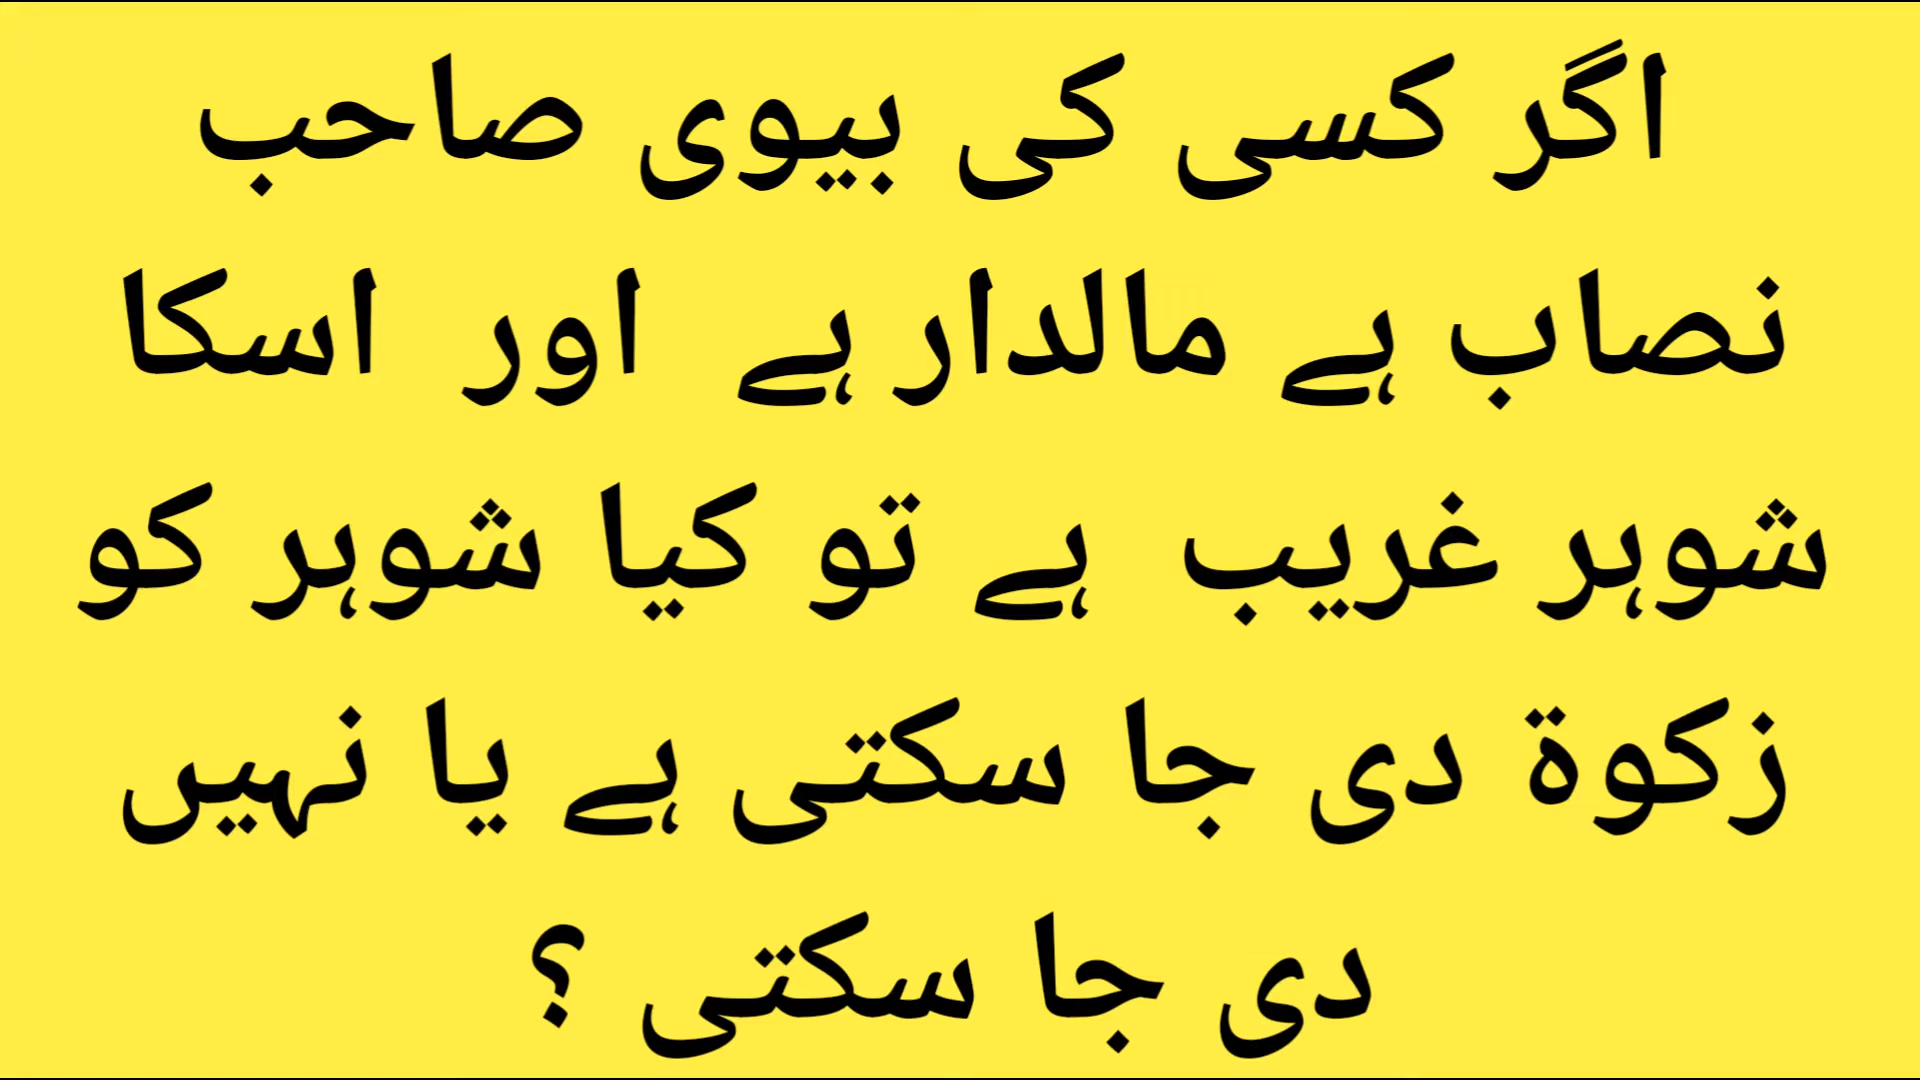 اگر کسی کی بیوی صاحب
نصاب ہے مالدار ہے اور اسکا
شوہر غریب ہے تو کیا شوہر کو
زکوۃ دی جا سکتی ہے یا نہیں
دی جا سکتی ؟